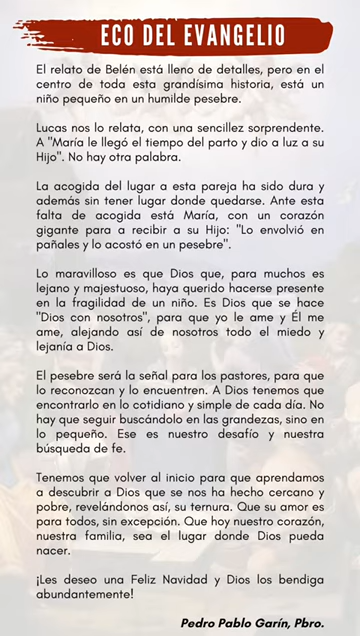 ECO DEL EVANGELIO
El relato de Belén está lleno de detalles, pero en el
centro de toda esta grandísima historia, está un
niño pequeño en un humilde pesebre.
Lucas nos lo relata, con una sencillez sorprendente.
A "María le llegó el tiempo del parto y dio a luz a su
Hijo". No hay otra palabra.
La acogida del lugar a esta pareja ha sido dura y
además sin tener lugar donde quedarse. Ante esta
falta de acogida está María, con un corazón
gigante para a recibir a su Hijo: "Lo envolvió en
pañales y lo acostó en un pesebre".
Lo maravilloso es que Dios que, para muchos es
lejano y majestuoso, haya querido hacerse presente
en la fragilidad de un niño. Es Dios que se hace
"Dios con nosotros", para que yo le ame y Él me
ame, alejando así de nosotros todo el miedo y
lejanía a Dios.
El pesebre será la señal para los pastores, para que
lo reconozcan y lo encuentren. A Dios tenemos que
encontrarlo en lo cotidiano y simple de cada día. No
hay que seguir buscándolo en las grandezas, sino en
lo pequeño. Ese es nuestro desafío y nuestra
búsqueda de fe.
Tenemos que volver al inicio para que aprendamos
a descubrir a Dios que se nos ha hecho cercano y
pobre, revelándonos así, su ternura. Que su amor es
para todos, sin excepción. Que hoy nuestro corazón,
nuestra familia, sea el lugar donde Dios pueda
nacer.
¡Les deseo una Feliz Navidad y Dios los bendiga
abundantemente!
Pedro Pablo Garín, Pbro.